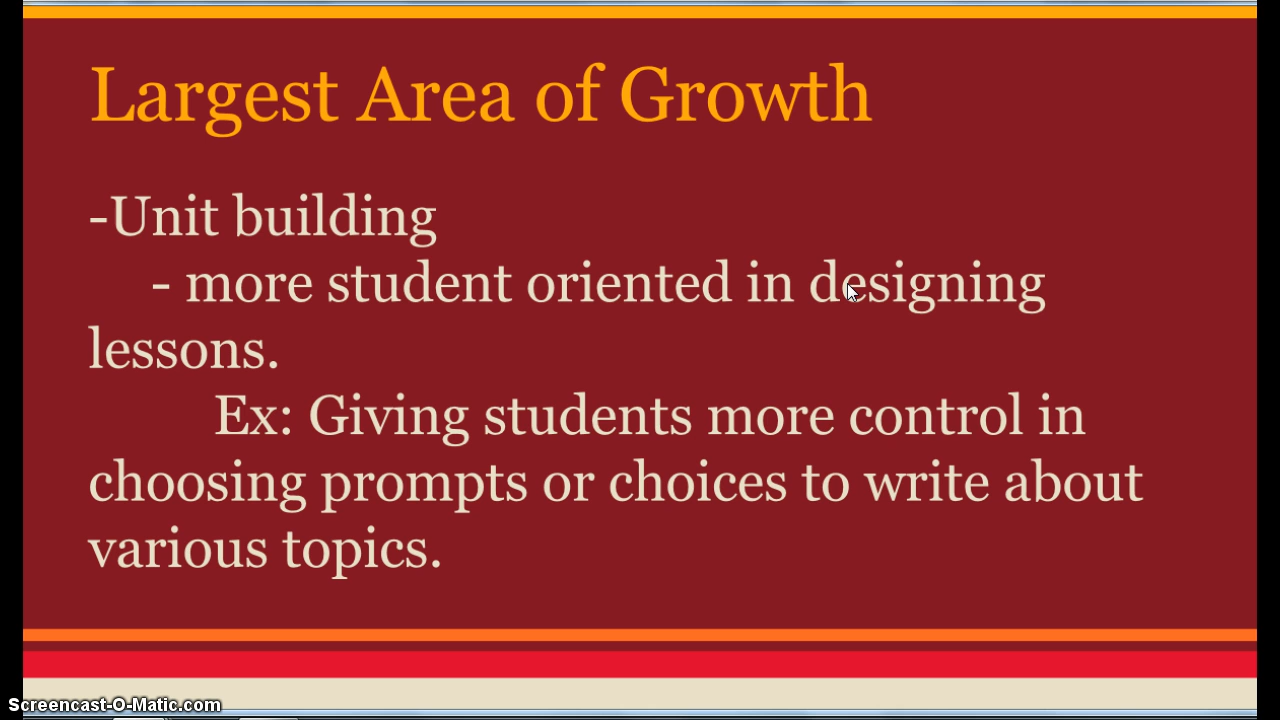 Largest Area of Growth
-Unit building
- more student oriented in designing
lessons.
Ex: Giving students more control in
choosing prompts or choices to write about
various topics.
Screencast-O-Matic.com